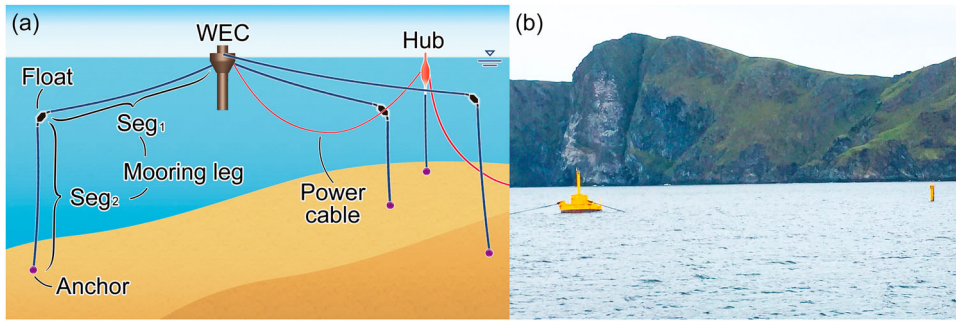 (a)
WEC
Hub
Float
Seg1
Mooring leg
Seg2
Power
cable
Anchor
(b)